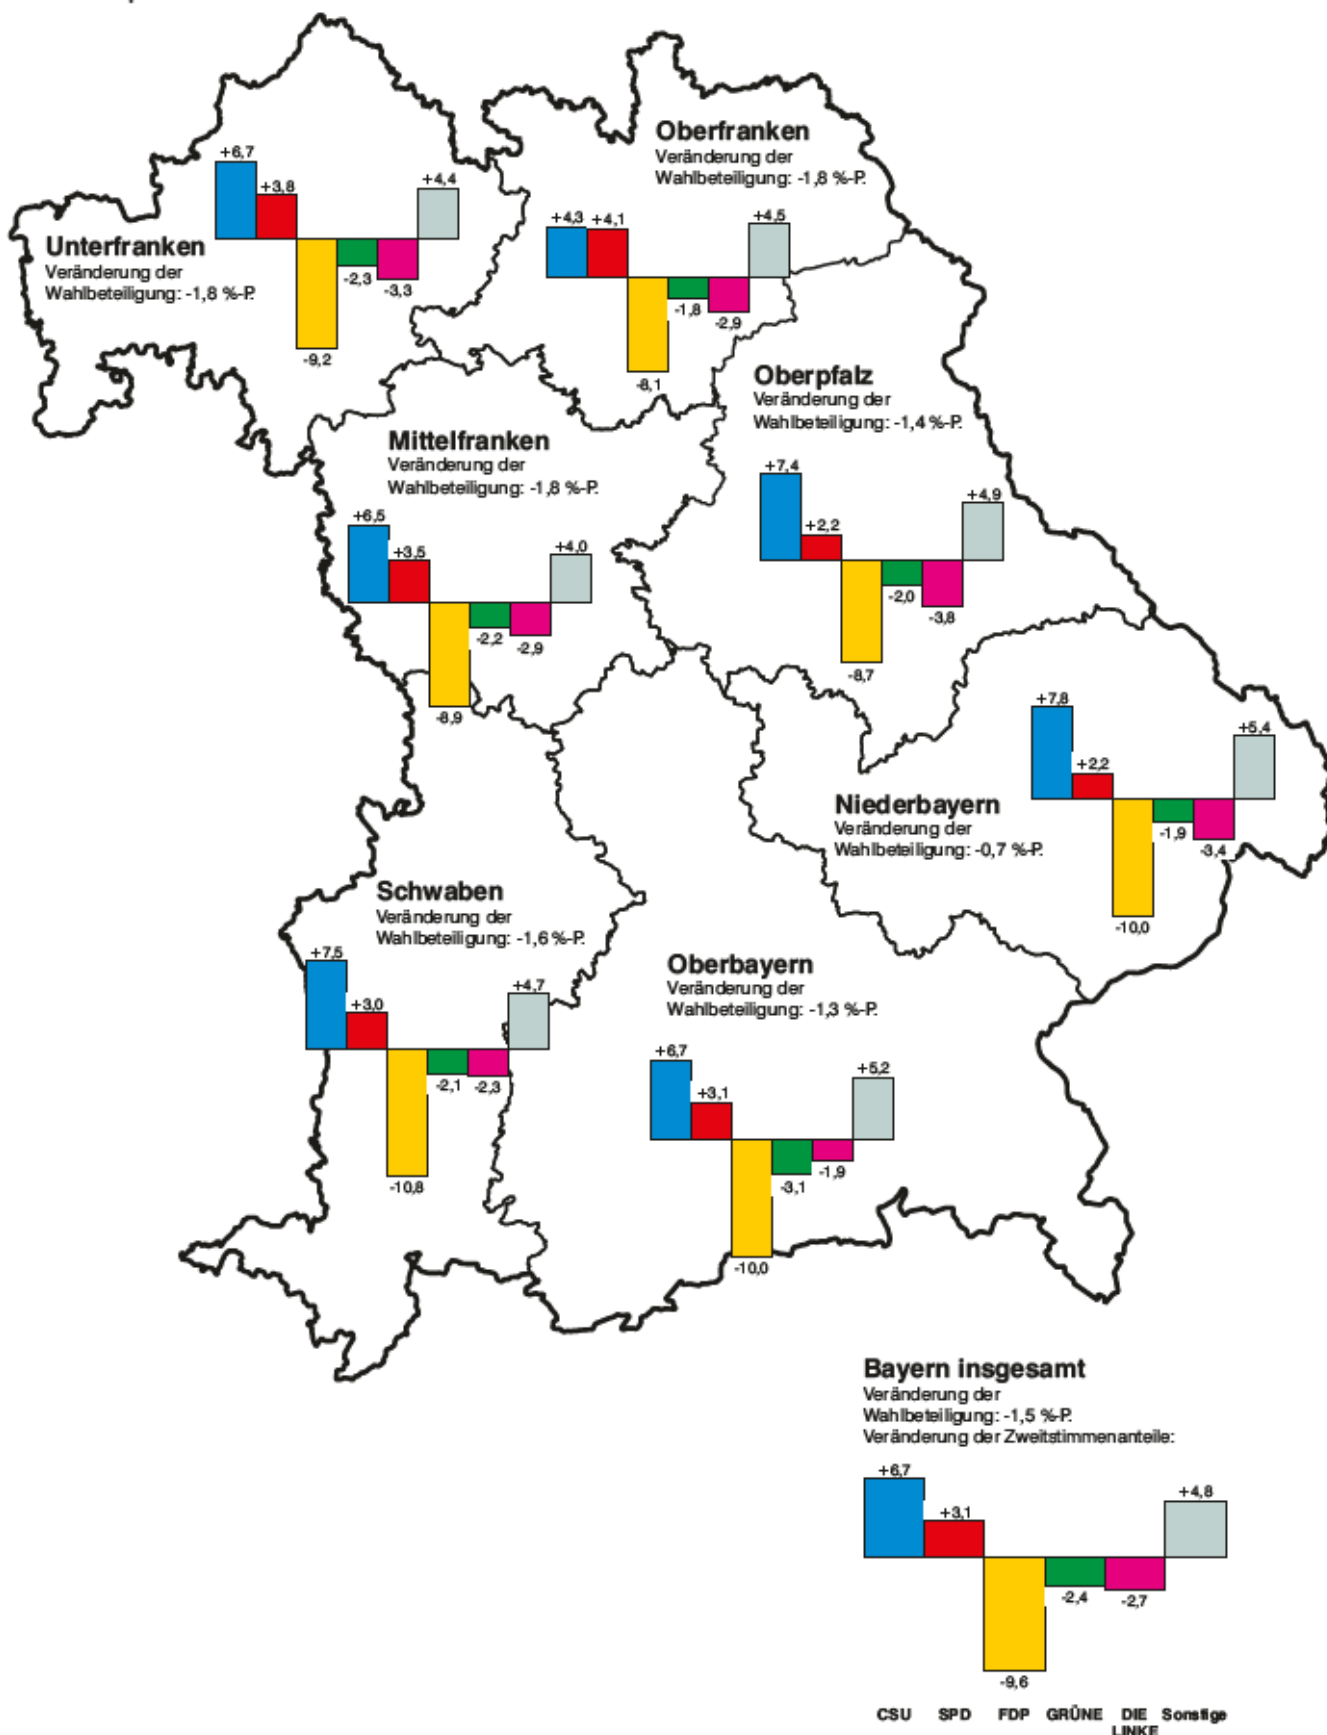 Oberfranken
Veränderung der
Wahlbeteiligung: -1,8 %-P.
+6,7
+3,8
+4,4
-9,2
-2,3
-3,3
Unterfranken
Veränderung der
Wahlbeteiligung: -1,8 %-P.
+4,3
+4,1
+4,5
-8,1
-1,8
-2,9
Oberpfalz
Veränderung der
Wahlbeteiligung: -1,4 %-P.
+7,4
+2,2
+4,9
-8,7
-2,0
-3,8
Mittelfranken
Veränderung der
Wahlbeteiligung: -1,8 %-P.
+6,5
+3,5
+4,0
-8,9
-2,2
-2,9
Niederbayern
Veränderung der
Wahlbeteiligung: -0,7 %-P.
+7,8
+2,2
+5,4
-10,0
-1,9
-3,4
Schwaben
Veränderung der
Wahlbeteiligung: -1,6 %-P.
+7,5
+3,0
+4,7
-10,8
-2,1
-2,3
Oberbayern
Veränderung der
Wahlbeteiligung: -1,3 %-P.
+6,7
+3,1
+5,2
-10,0
-3,1
-1,9
Bayern insgesamt
Veränderung der
Wahlbeteiligung: -1,5 %-P.
Veränderung der Zweitstimmenanteile:
+6,7
+3,1
+4,8
-9,6
-2,4
-2,7
CSU SPD FDP GRÜNE DIE Sonstige
LINKE